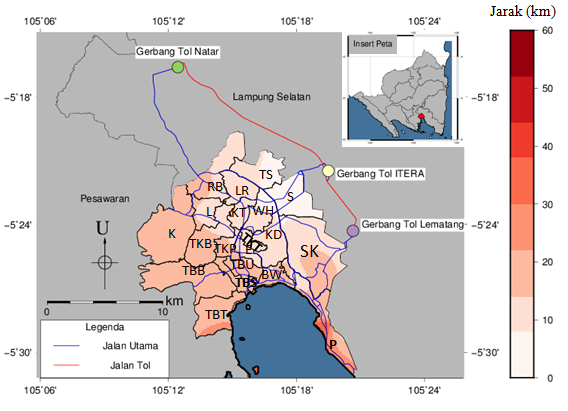 Jarak (km)
105°06' 105°12' 105°18' 105°24'
60
50
40
30
20
10
0
−5°18'
−5°24'
−5°30'
−5°18'
−5°24'
−5°30'
Gerbang Tol Natar
Insert Peta
Lampung Selatan
Gerbang Tol ITERA
Gerbang Tol Lematang
Pesawaran
TS
RB
LR
S
L
KT
WH
K
TKB
TKP
KD
SK
TBB
TBU
BW
TBS
TBT
P
U
0 10
km
Legenda
Jalan Utama
Jalan Tol
105°06' 105°12' 105°18' 105°24'